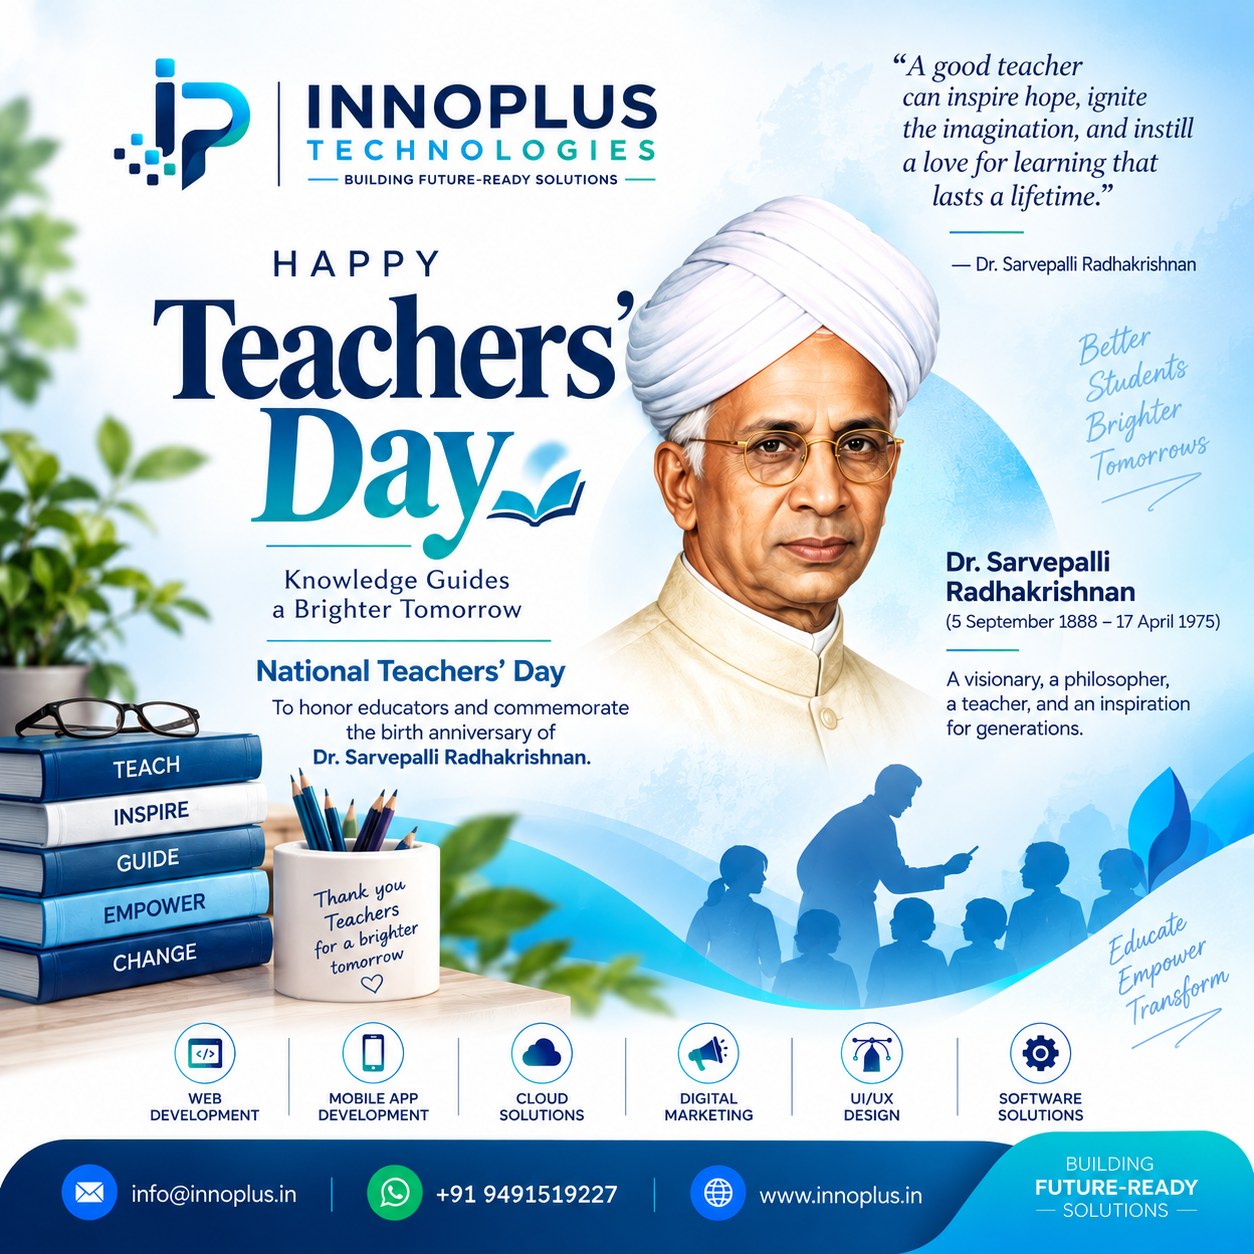 iP
INNOPLUS
TECHNOLOGIES
BUILDING FUTURE-READY SOLUTIONS
“A good teacher
can inspire hope, ignite
the imagination, and instill
a love for learning that
lasts a lifetime.”
— Dr. Sarvepalli Radhakrishnan
HAPPY
Teachers’
Day
Knowledge Guides
a Brighter Tomorrow
National Teachers’ Day
To honor educators and commemorate
the birth anniversary of
Dr. Sarvepalli Radhakrishnan.
Better
Students
Brighter
Tomorrows
Dr. Sarvepalli
Radhakrishnan
(5 September 1888 – 17 April 1975)
A visionary, a philosopher,
a teacher, and an inspiration
for generations.
TEACH
INSPIRE
GUIDE
EMPOWER
CHANGE
Thank you
Teachers
for a brighter
tomorrow
Educate
Empower
Transform
WEB
DEVELOPMENT
MOBILE APP
DEVELOPMENT
CLOUD
SOLUTIONS
DIGITAL
MARKETING
UI/UX
DESIGN
SOFTWARE
SOLUTIONS
info@innoplus.in
+91 9491519227
www.innoplus.in
BUILDING
FUTURE-READY
— SOLUTIONS —